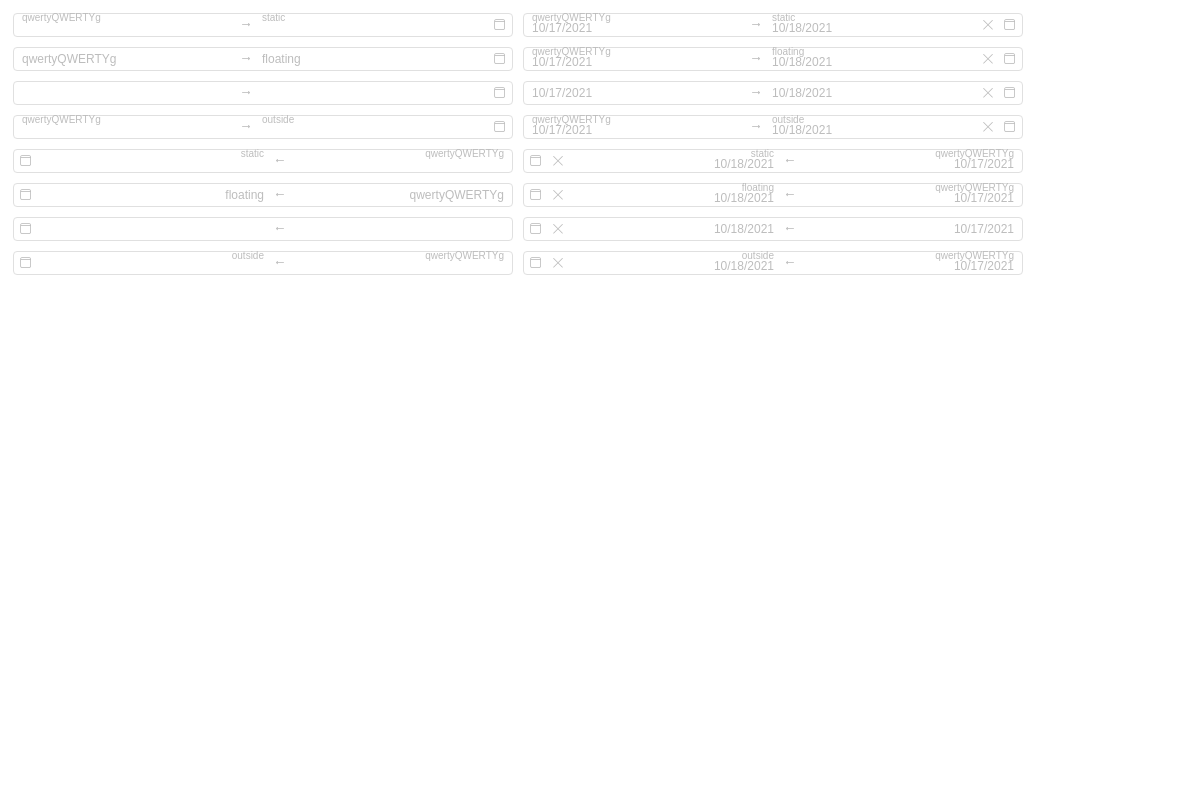 qwertyQWERTYg → static qwertyQWERTYg → static
10/17/2021 10/18/2021
qwertyQWERTYg → floating qwertyQWERTYg → floating
10/17/2021 10/18/2021
→ 10/17/2021 → 10/18/2021
qwertyQWERTYg → outside qwertyQWERTYg → outside
10/17/2021 10/18/2021
static ← qwertyQWERTYg static ← qwertyQWERTYg
10/18/2021 10/17/2021
floating ← qwertyQWERTYg floating ← qwertyQWERTYg
10/18/2021 10/17/2021
← 10/18/2021 ← 10/17/2021
outside ← qwertyQWERTYg outside ← qwertyQWERTYg
10/18/2021 10/17/2021